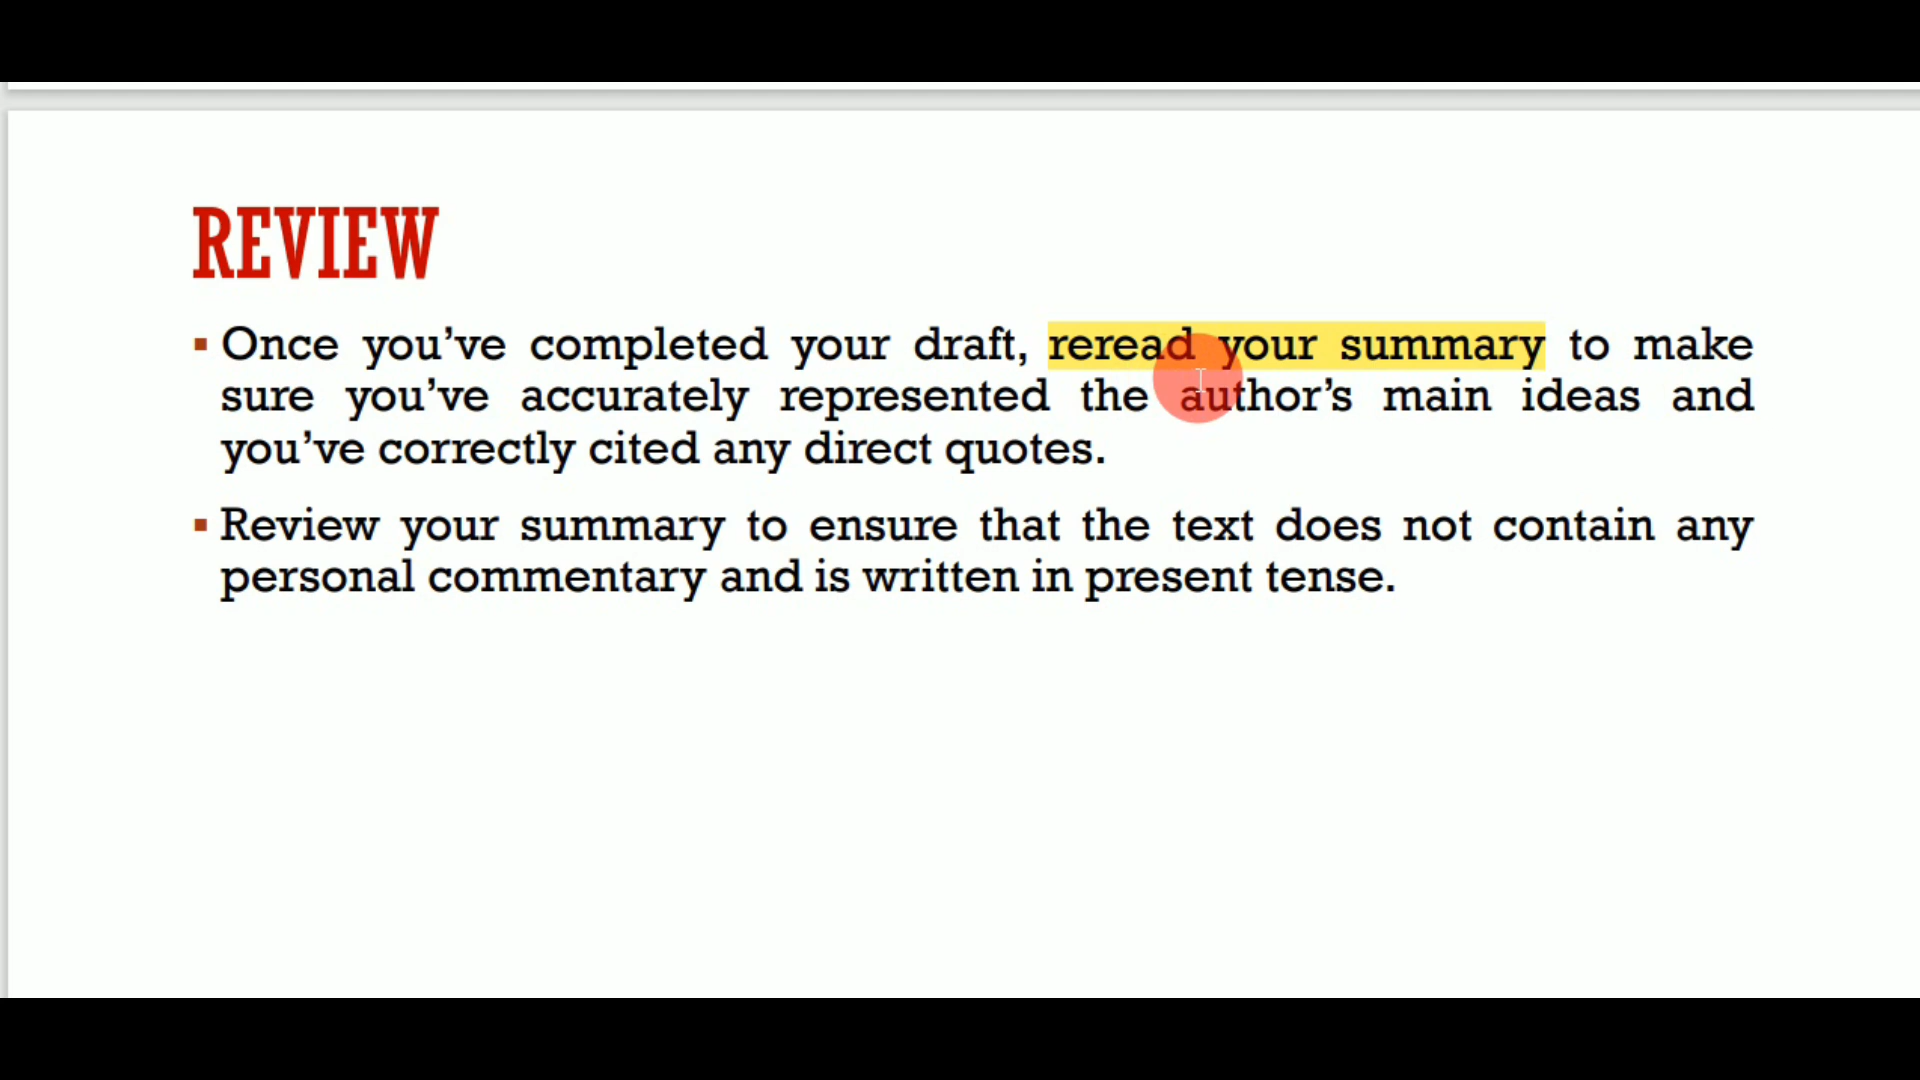 REVIEW
▪ Once you’ve completed your draft, reread your summary to make
sure you’ve accurately represented the author’s main ideas and
you’ve correctly cited any direct quotes.
▪ Review your summary to ensure that the text does not contain any
personal commentary and is written in present tense.